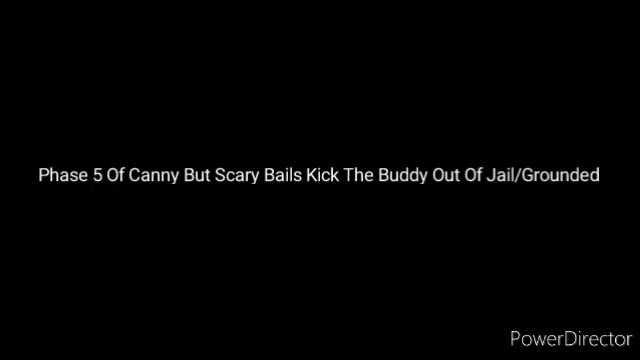 Phase 5 Of Canny But Scary Bails Kick The Buddy Out Of Jail/Grounded
PowerDirector